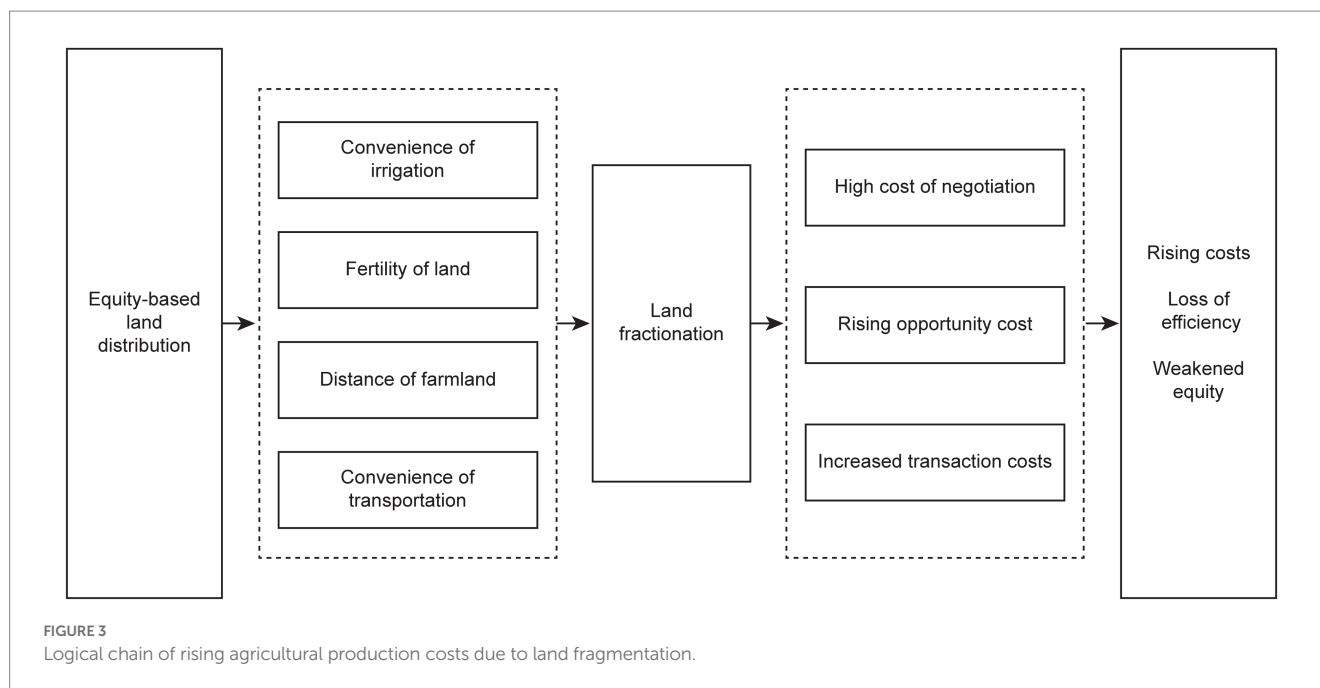 Equity-based
land
distribution
Convenience of
irrigation
Fertility of land
Distance of farmland
Convenience of
transportation
Land
fractionation
High cost of negotiation
Rising opportunity cost
Increased transaction costs
Rising costs
Loss of
efficiency
Weakened
equity
FIGURE 3
Logical chain of rising agricultural production costs due to land fragmentation.